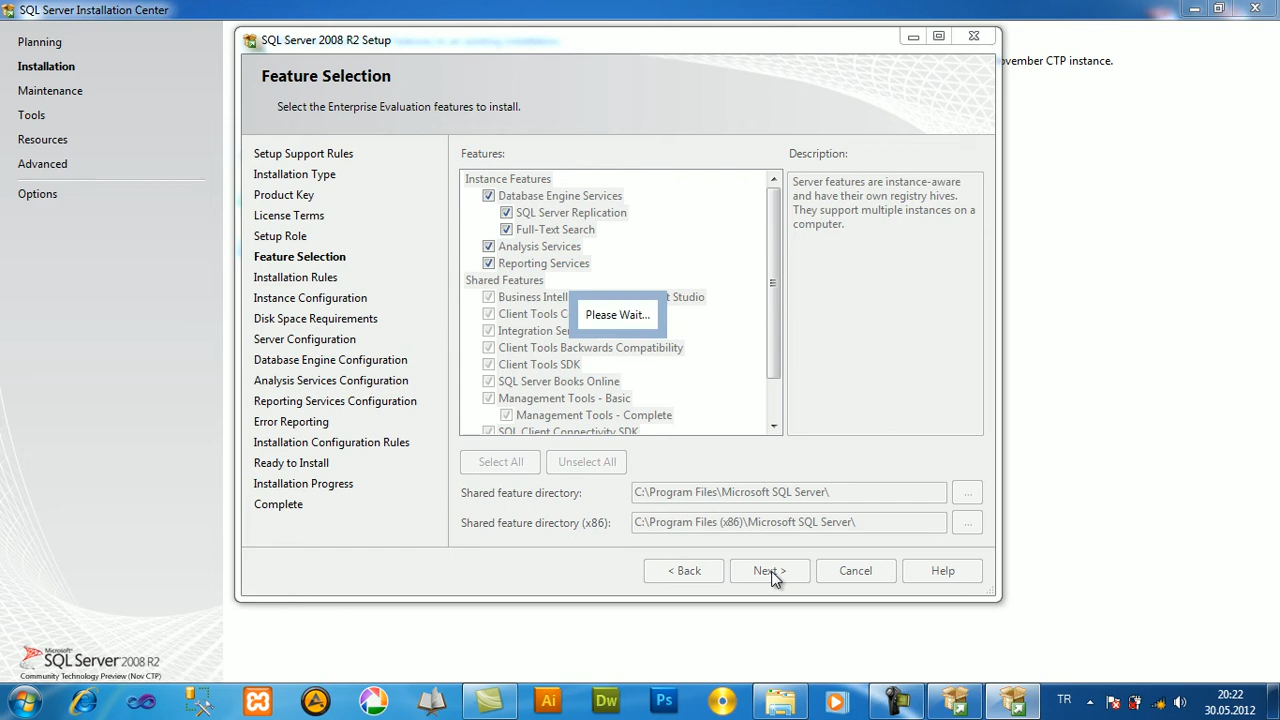 SQL Server Installation Center
Planning
Installation
Maintenance
Tools
Resources
Advanced
Options
SQL Server 2008 R2 Setup
vember CTP instance.
Feature Selection
Select the Enterprise Evaluation features to install.
Setup Support Rules
Installation Type
Product Key
License Terms
Setup Role
Feature Selection
Installation Rules
Instance Configuration
Disk Space Requirements
Server Configuration
Database Engine Configuration
Analysis Services Configuration
Reporting Services Configuration
Error Reporting
Installation Configuration Rules
Ready to Install
Installation Progress
Complete
Features:
Instance Features
Database Engine Services
SQL Server Replication
Full-Text Search
Analysis Services
Reporting Services
Shared Features
Business Intell t Studio
Client Tools C
Integration Se
Client Tools Backwards Compatibility
Client Tools SDK
SQL Server Books Online
Management Tools - Basic
Management Tools - Complete
SQL Client Connectivity SDK
Please Wait...
Description:
Server features are instance-aware
and have their own registry hives.
They support multiple instances on a
computer.
Select All
Unselect All
Shared feature directory:
C:\Program Files\Microsoft SQL Server\
...
Shared feature directory (x86):
C:\Program Files (x86)\Microsoft SQL Server\
...
< Back
Next >
Cancel
Help
Microsoft
SQL Server 2008 R2
Community Technology Preview (Nov CTP)
Ai
Dw
Ps
TR
20:22
30.05.2012